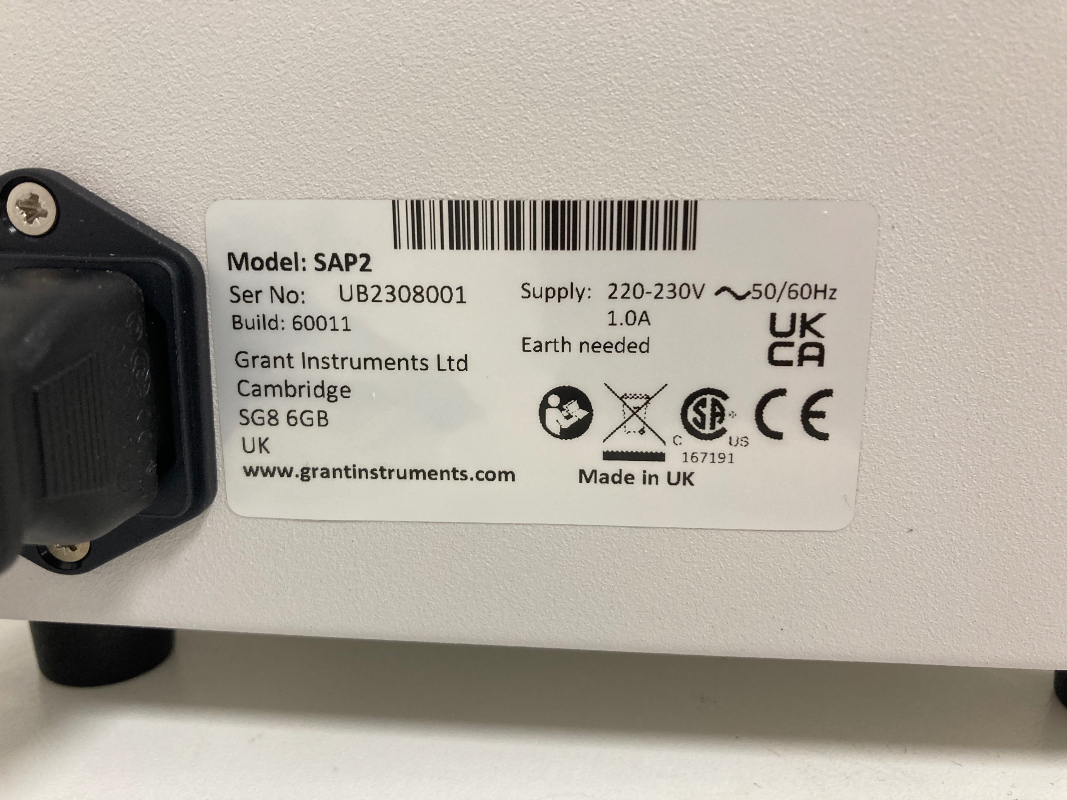 Model: SAP2
Ser No: UB2308001
Build: 60011
Grant Instruments Ltd
Cambridge
SG8 6GB
UK
www.grantinstruments.com
Supply: 220-230V 〜50/60Hz
1.0A
Earth needed
UK
CA
C SA US CE
167191
Made in UK